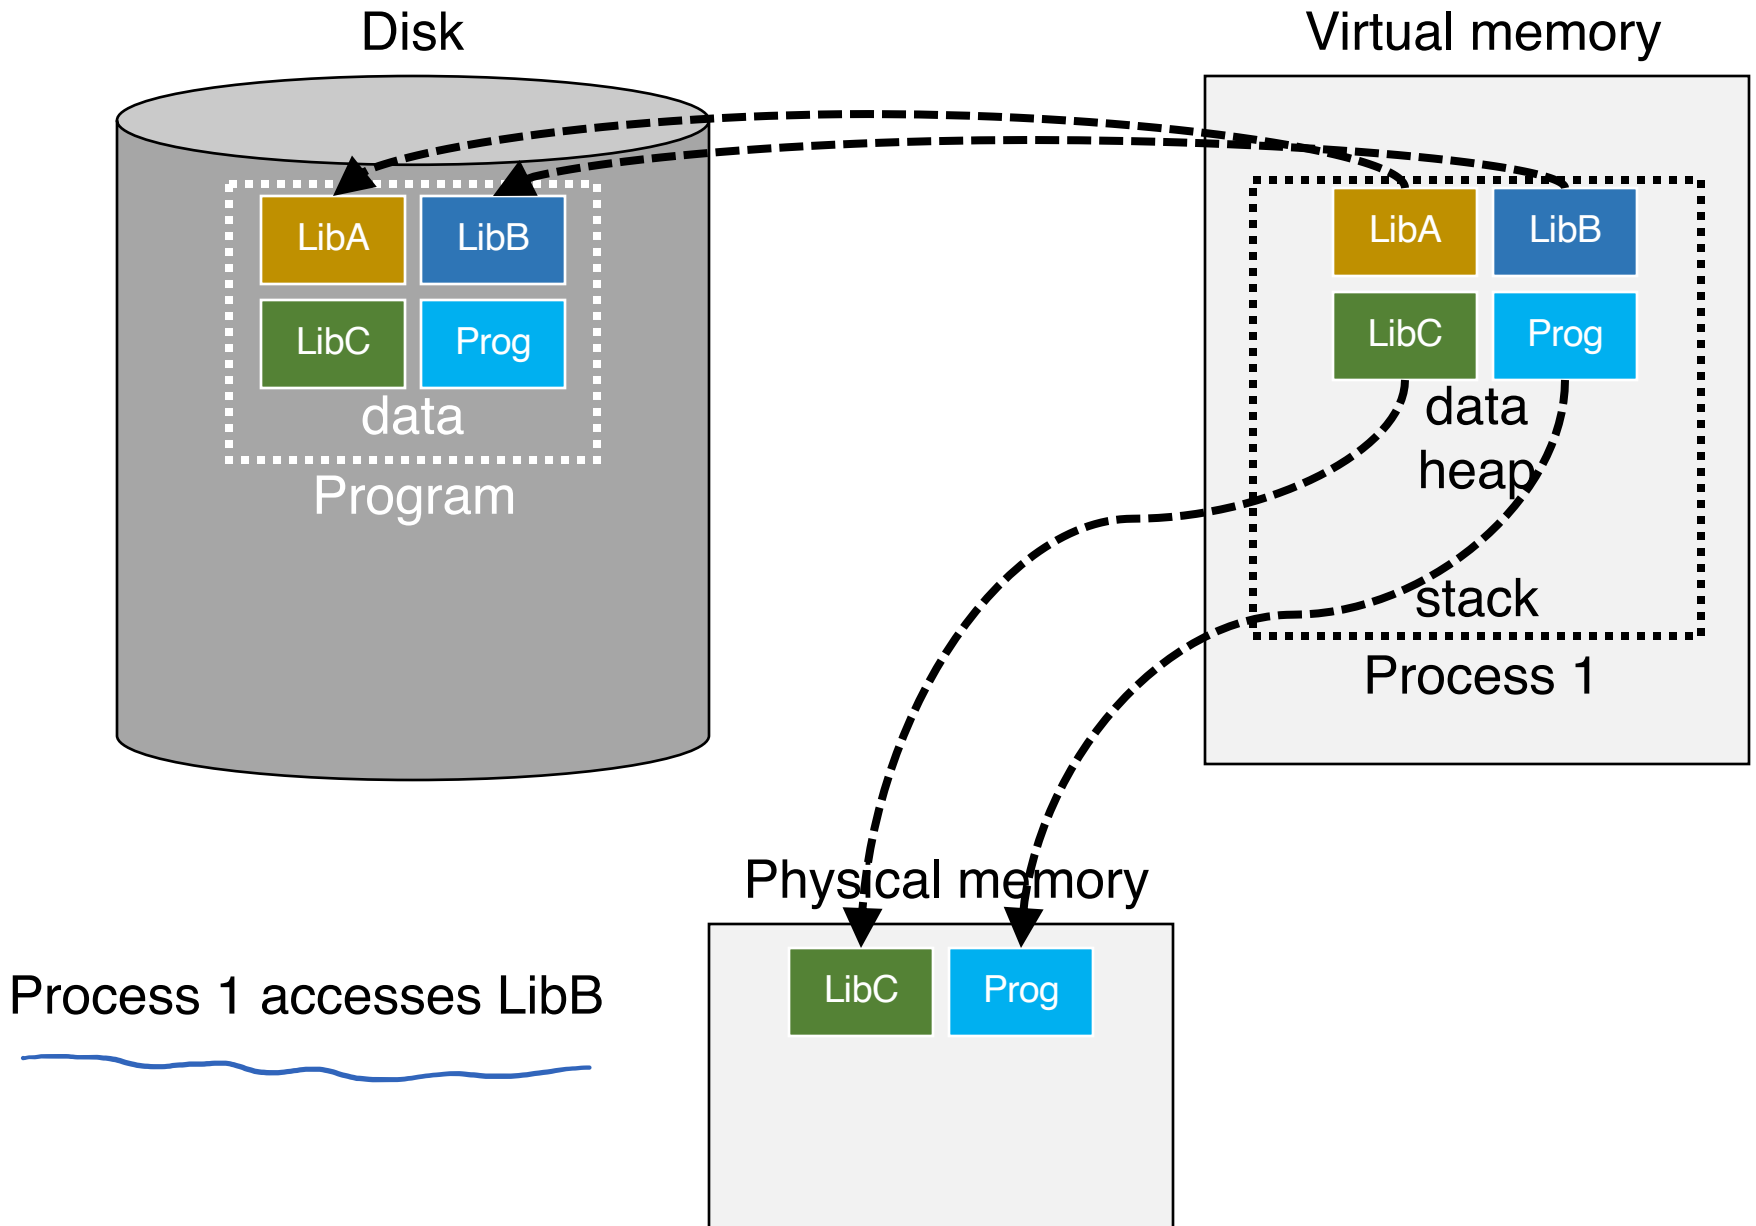 Disk
Virtual memory
LibA LibB
LibC Prog
data
Program
LibA LibB
LibC Prog
data
heap
stack
Process 1
Physical memory
LibC Prog
Process 1 accesses LibB